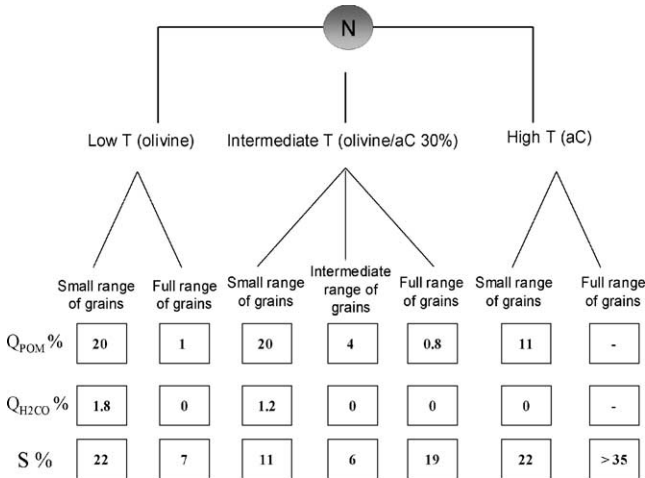 N
Low T (olivine) Intermediate T (olivine/aC 30%) High T (aC)
Small range of grains Full range of grains Small range of grains Intermediate range of grains Full range of grains Small range of grains Full range of grains
Q_POM % 20 1 20 4 0.8 11 -
Q_H2CO % 1.8 0 1.2 0 0 0 -
S % 22 7 11 6 19 22 > 35